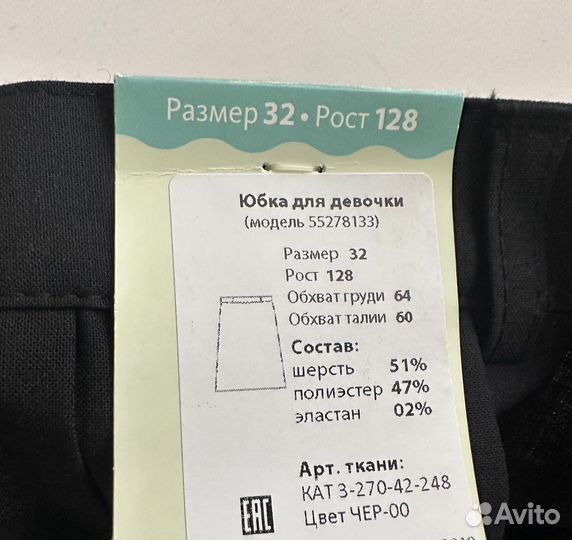 Размер 32 • Рост 128
Юбка для девочки
(модель 55278133)
Размер 32
Рост 128
Обхват груди 64
Обхват талии 60
Состав:
шерсть 51%
полиэстер 47%
эластан 02%
Арт. ткани:
КАТ 3-270-42-248
Цвет ЧЕР-00
EAC
Avito